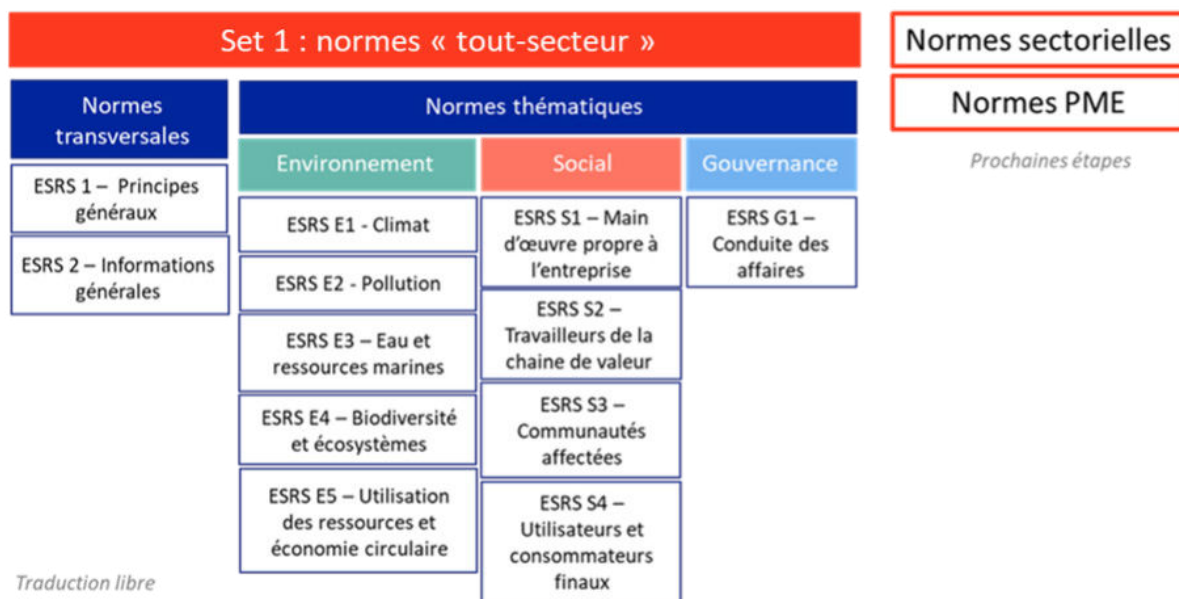 Set 1 : normes « tout-secteur »
Normes sectorielles
Normes PME
Prochaines étapes
Normes
transversales
ESRS 1 – Principes
généraux
ESRS 2 – Informations
générales
Normes thématiques
Environnement
ESRS E1 - Climat
ESRS E2 - Pollution
ESRS E3 – Eau et
ressources marines
ESRS E4 – Biodiversité
et écosystèmes
ESRS E5 – Utilisation
des ressources et
économie circulaire
Social
ESRS S1 – Main
d’œuvre propre à
l’entreprise
ESRS S2 –
Travailleurs de la
chaine de valeur
ESRS S3 –
Communautés
affectées
ESRS S4 –
Utilisateurs et
consommateurs
finaux
Gouvernance
ESRS G1 –
Conduite des
affaires
Traduction libre